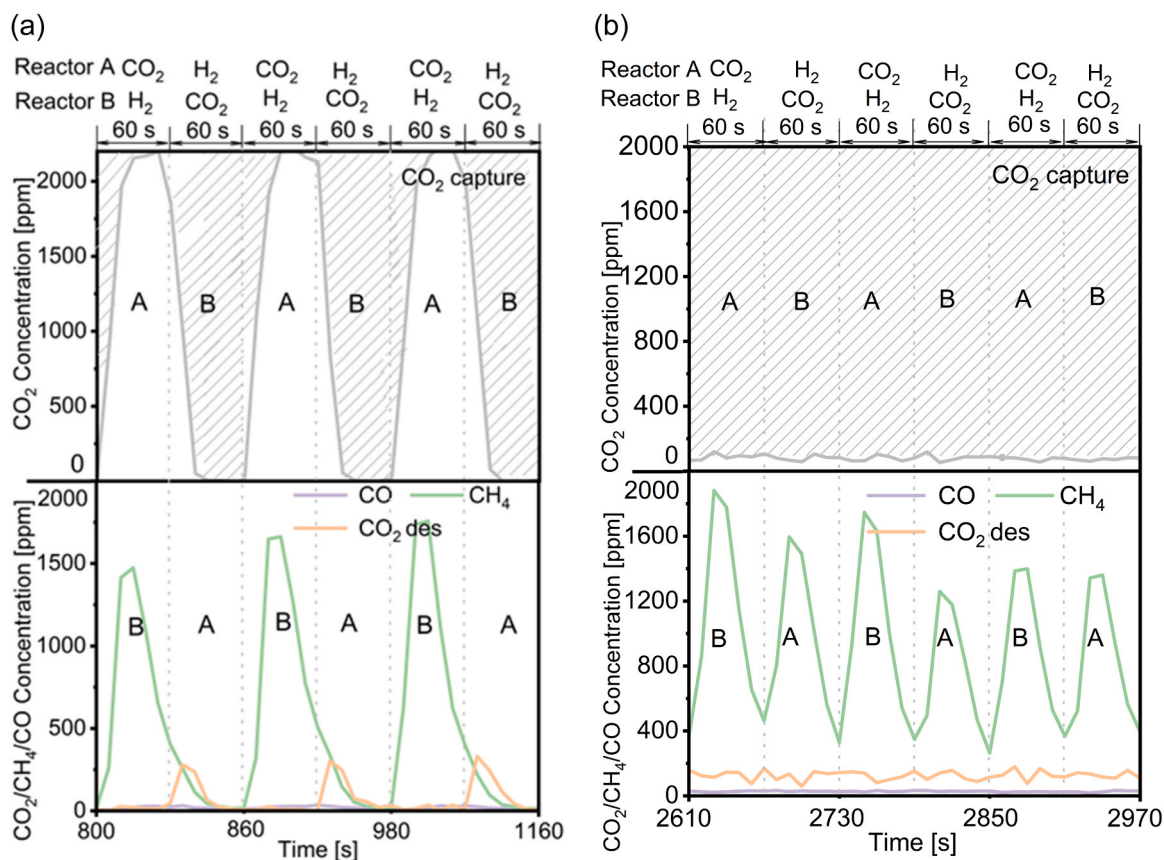 (a)
Reactor A CO₂ H₂ CO₂ H₂ CO₂ H₂
Reactor B H₂ CO₂ H₂ CO₂ H₂ CO₂
60 s 60 s 60 s 60 s 60 s 60 s
CO₂ capture
CO₂ Concentration [ppm]
2000
1500
1000
500
0
A B A B A B
CO CH₄
CO₂ des
CO₂/CH₄/CO Concentration [ppm]
2000
1500
1000
500
0
B A B A B A
800 860 980 1160
Time [s]
(b)
Reactor A CO₂ H₂ CO₂ H₂ CO₂ H₂
Reactor B H₂ CO₂ H₂ CO₂ H₂ CO₂
60 s 60 s 60 s 60 s 60 s 60 s
CO₂ capture
CO₂ Concentration [ppm]
2000
1600
1200
800
400
0
A B A B A B
CO CH₄
CO₂ des
CO₂/CH₄/CO Concentration [ppm]
2000
1600
1200
800
400
0
B A B A B A
2610 2730 2850 2970
Time [s]